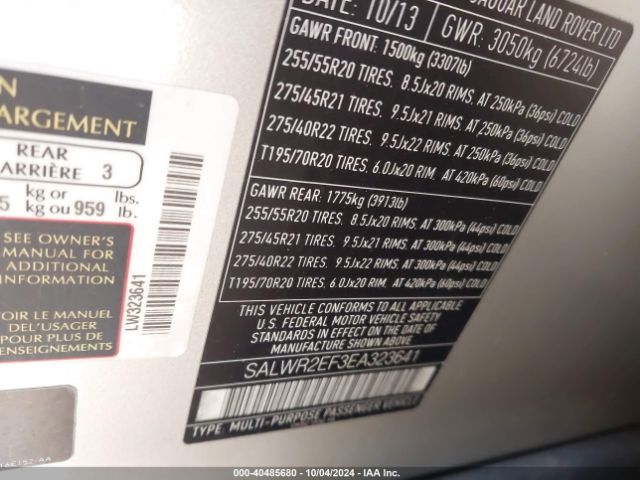 DATE: 10/13
JAGUAR LAND ROVER LTD
GWR: 3050kg (6724lb)
GAWR FRONT: 1500kg (3307lb)
255/55R20 TIRES. 8.5Jx20 RIMS. AT 250kPa (36psi) COLD
275/45R21 TIRES. 9.5Jx21 RIMS. AT 250kPa (36psi) COLD
275/40R22 TIRES. 9.5Jx22 RIMS. AT 250kPa (36psi) COLD
T195/70R20 TIRES. 6.0Jx20 RIM. AT 420kPa (60psi) COLD
GAWR REAR: 1775kg (3913lb)
255/55R20 TIRES. 8.5Jx20 RIMS. AT 300kPa (44psi) COLD
275/45R21 TIRES. 9.5Jx21 RIMS. AT 300kPa (44psi) COLD
275/40R22 TIRES. 9.5Jx22 RIMS. AT 300kPa (44psi) COLD
T195/70R20 TIRES. 6.0Jx20 RIM. AT 420kPa (60psi) COLD
THIS VEHICLE CONFORMS TO ALL APPLICABLE
U.S. FEDERAL MOTOR VEHICLE SAFETY
STANDARDS IN EFFECT ON THE DATE OF
MANUFACTURE SHOWN ABOVE.
SALWR2EF3EA323641
TYPE: MULTI-PURPOSE PASSENGER VEHICLE
ON
ARGEMENT
REAR
ARRIÈRE 3
5 kg or 959 lbs.
kg ou lb.
SEE OWNER'S
MANUAL FOR
ADDITIONAL
INFORMATION
VOIR LE MANUEL
DEL'USAGER
POUR PLUS DE
RENSEIGNEMENTS
LW323641
000-40485680 - 10/04/2024 - IAA Inc.